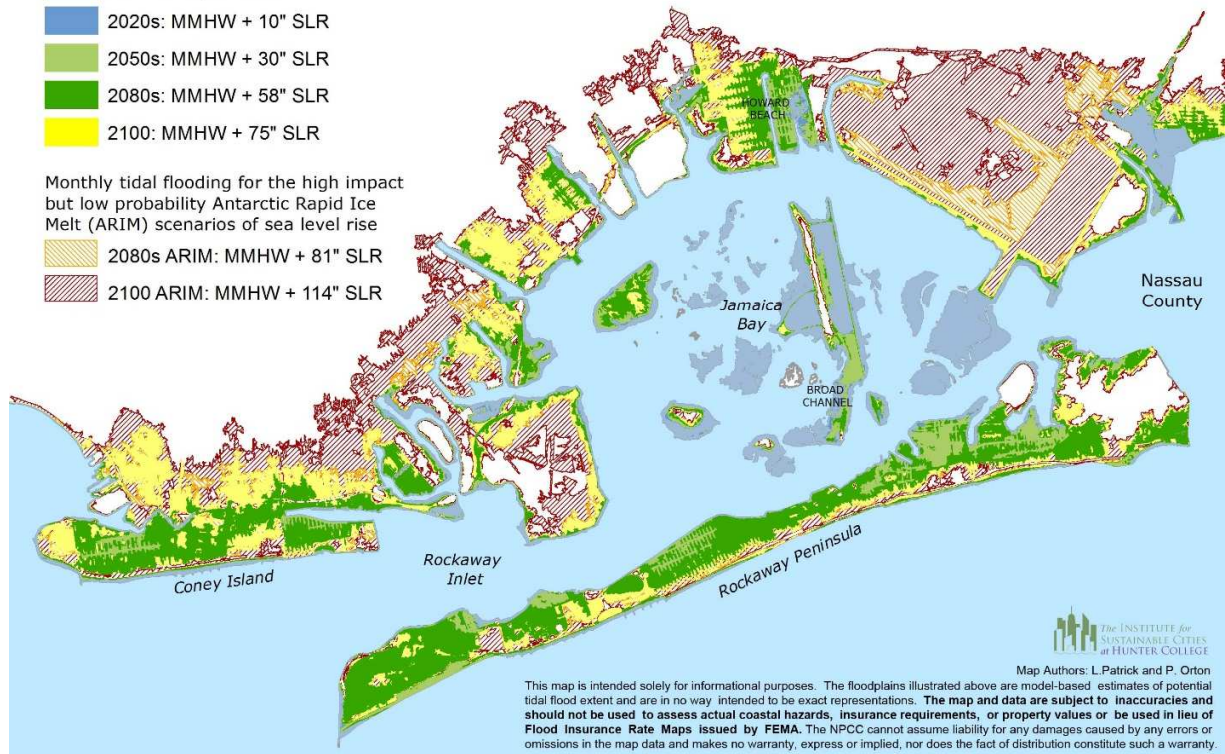 2020s: MMHW + 10" SLR
2050s: MMHW + 30" SLR
2080s: MMHW + 58" SLR
2100: MMHW + 75" SLR
Monthly tidal flooding for the high impact
but low probability Antarctic Rapid Ice
Melt (ARIM) scenarios of sea level rise
2080s ARIM: MMHW + 81" SLR
2100 ARIM: MMHW + 114" SLR
HOWARD
BEACH
Nassau
County
Jamaica
Bay
BROAD
CHANNEL
Rockaway
Inlet
Coney Island
Rockaway Peninsula
The INSTITUTE for
SUSTAINABLE CITIES
at HUNTER COLLEGE
Map Authors: L.Patrick and P. Orton
This map is intended solely for informational purposes. The floodplains illustrated above are model-based estimates of potential
tidal flood extent and are in no way intended to be exact representations. The map and data are subject to inaccuracies and
should not be used to assess actual coastal hazards, insurance requirements, or property values or be used in lieu of
Flood Insurance Rate Maps issued by FEMA. The NPCC cannot assume liability for any damages caused by any errors or
omissions in the map data and makes no warranty, express or implied, nor does the fact of distribution constitute such a warranty.